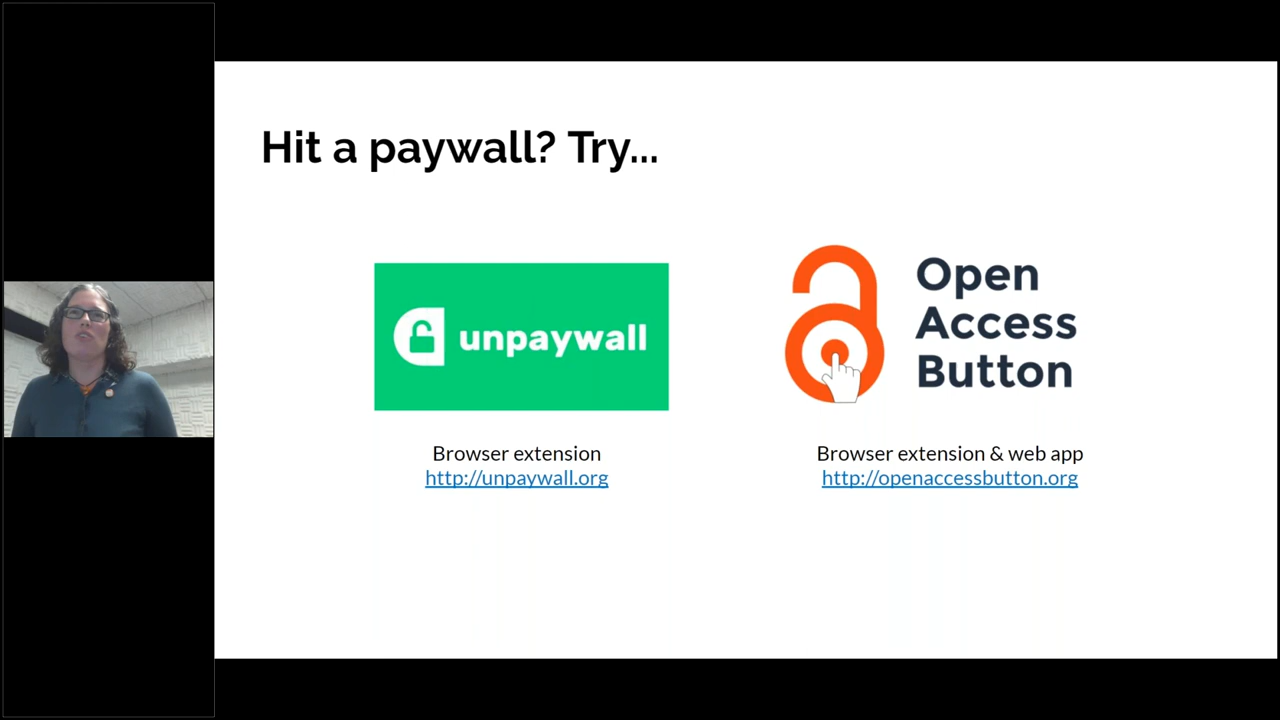 Hit a paywall? Try...
unpaywall
Open
Access
Button
Browser extension
http://unpaywall.org
Browser extension & web app
http://openaccessbutton.org